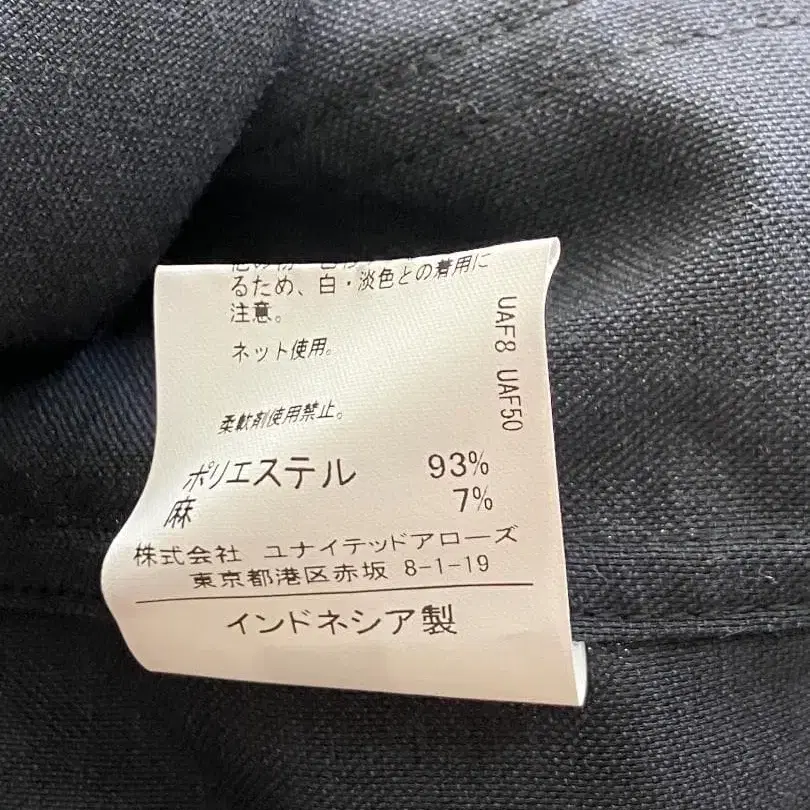 るため、白・淡色との着用に
注意。
ネット使用。
柔軟剤使用禁止。
ポリエステル 93%
麻 7%
株式会社 ユナイテッドアローズ
東京都港区赤坂 8-1-19
インドネシア製
UAF8 UAF50